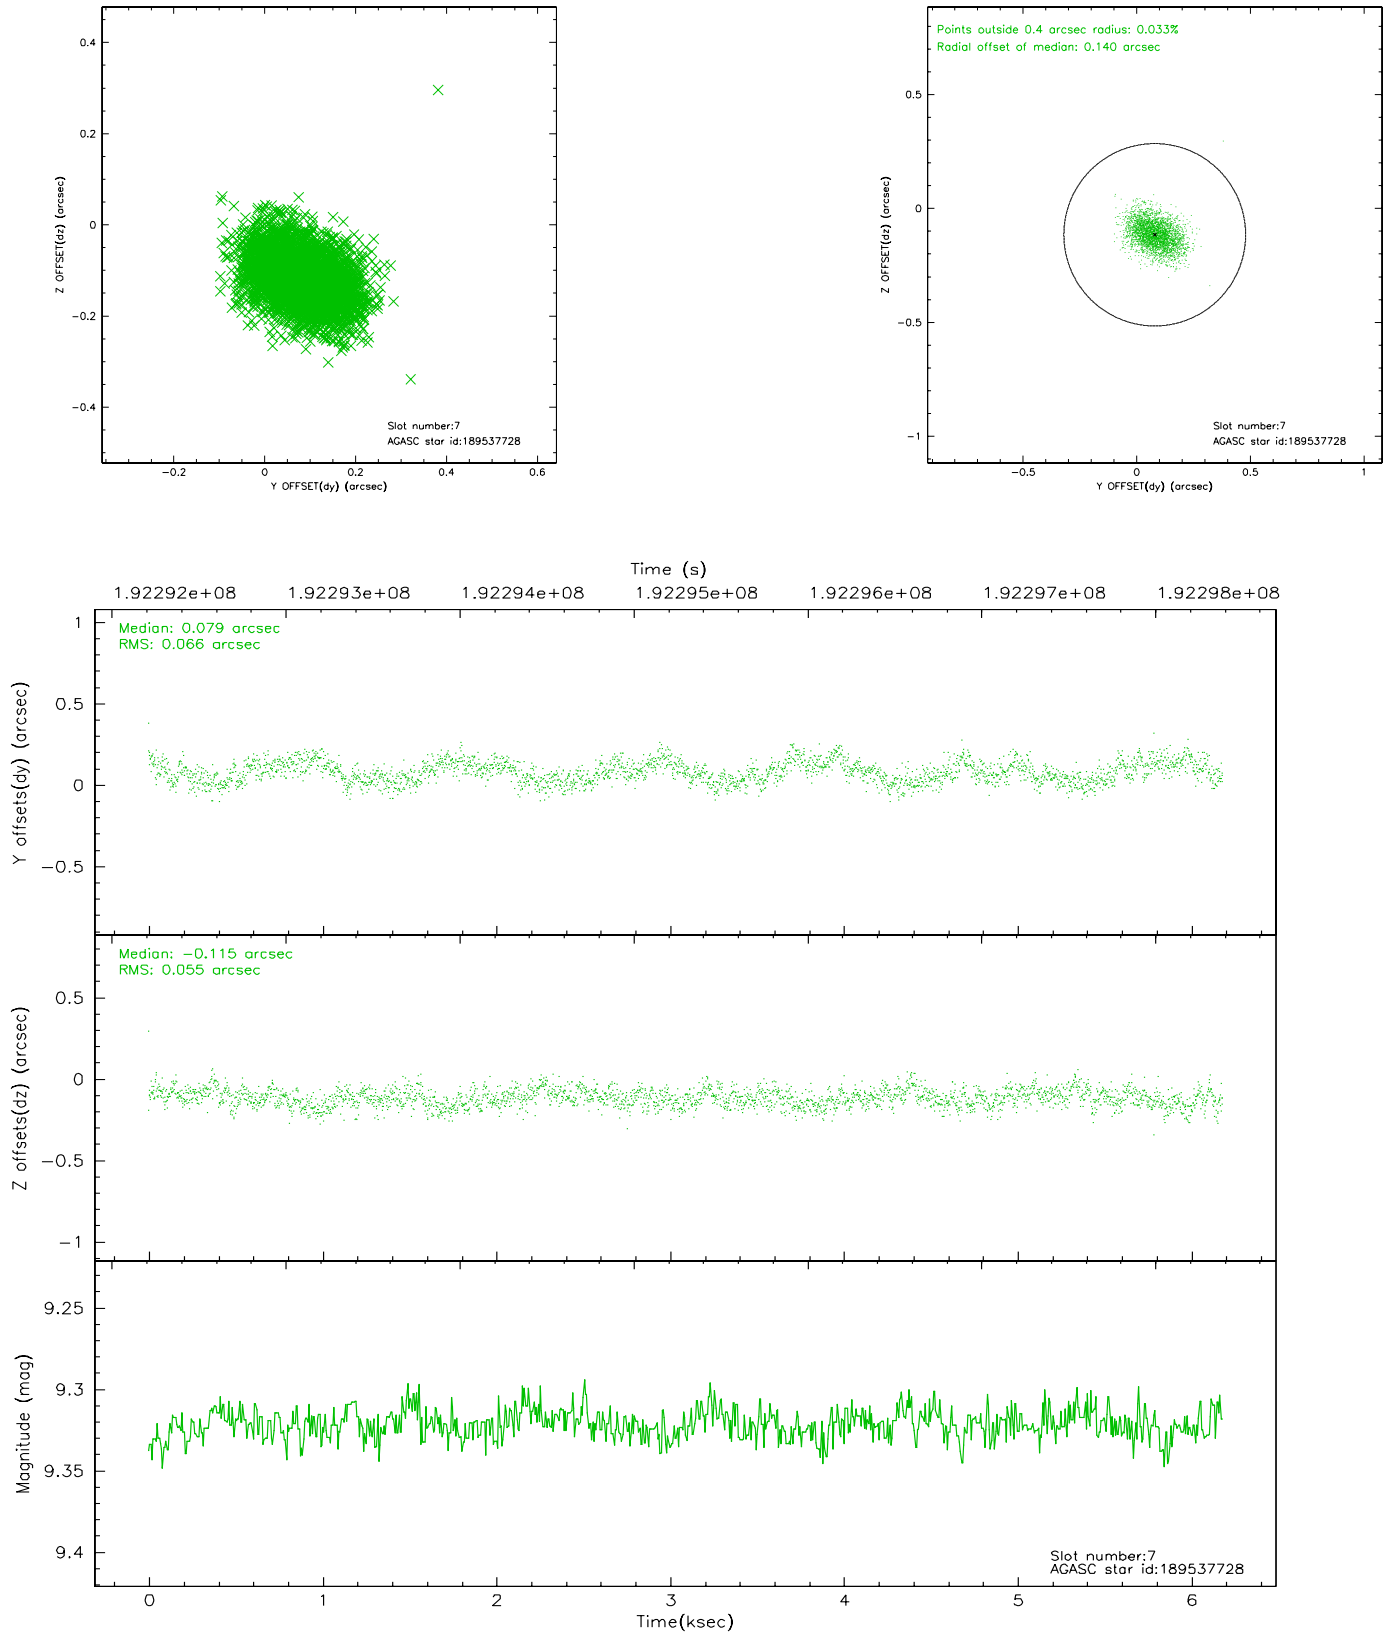 0.4
0.2
0
−0.2
−0.4
Z OFFSET(dz) (arcsec)
Slot number:7
AGASC star id:189537728
−0.2 0 0.2 0.4 0.6
Y OFFSET(dy) (arcsec)
Points outside 0.4 arcsec radius: 0.033%
Radial offset of median: 0.140 arcsec
0.5
0
−0.5
−1
Z OFFSET(dz) (arcsec)
Slot number:7
AGASC star id:189537728
−0.5 0 0.5 1
Y OFFSET(dy) (arcsec)
Time (s)
1.92292e+08 1.92293e+08 1.92294e+08 1.92295e+08 1.92296e+08 1.92297e+08 1.92298e+08
Median: 0.079 arcsec
RMS: 0.066 arcsec
1
0.5
0
−0.5
Y offsets(dy) (arcsec)
Median: −0.115 arcsec
RMS: 0.055 arcsec
0.5
0
−0.5
−1
Z offsets(dz) (arcsec)
9.25
9.3
9.35
9.4
Magnitude (mag)
Slot number:7
AGASC star id:189537728
0 1 2 3 4 5 6
Time(ksec)